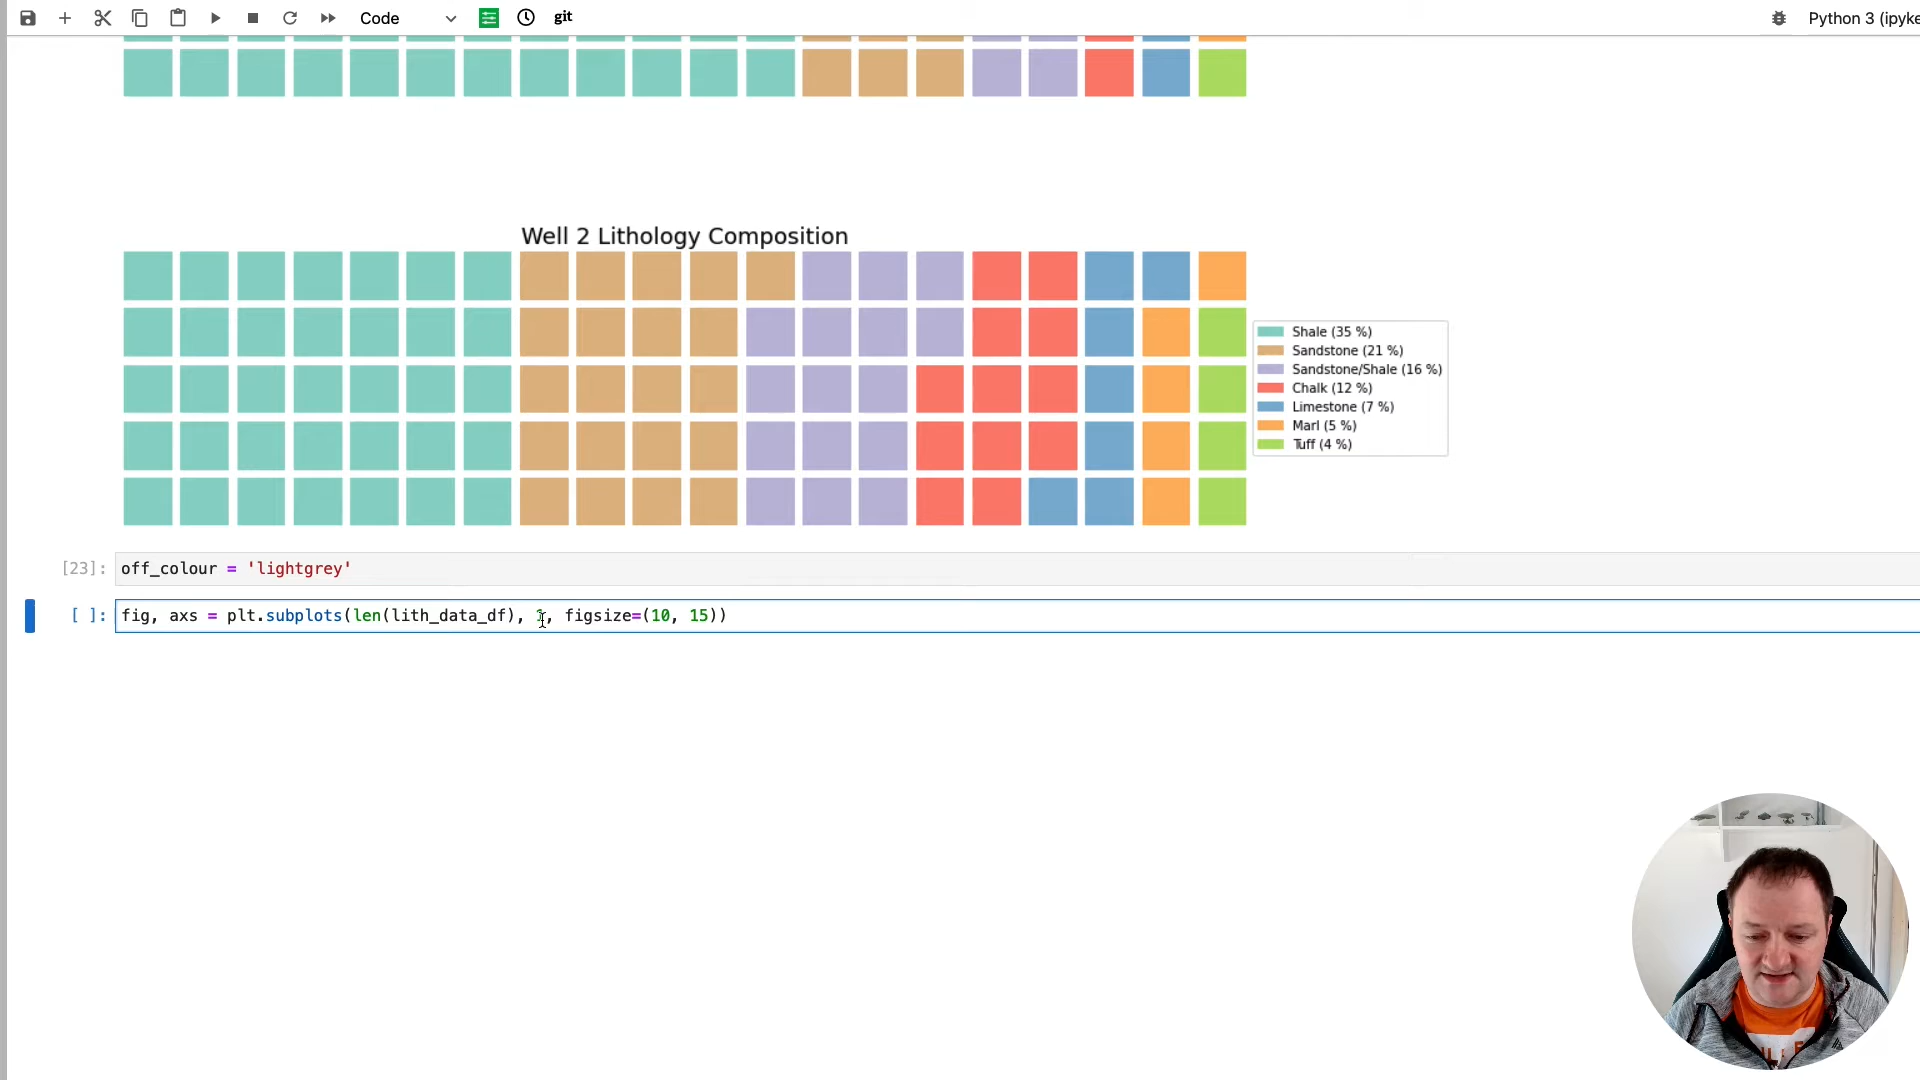 Code
git
Python 3 (ipyke
Well 2 Lithology Composition
Shale (35 %)
Sandstone (21 %)
Sandstone/Shale (16 %)
Chalk (12 %)
Limestone (7 %)
Marl (5 %)
Tuff (4 %)
[23]: off_colour = 'lightgrey'
[ ]: fig, axs = plt.subplots(len(lith_data_df), 1, figsize=(10, 15))